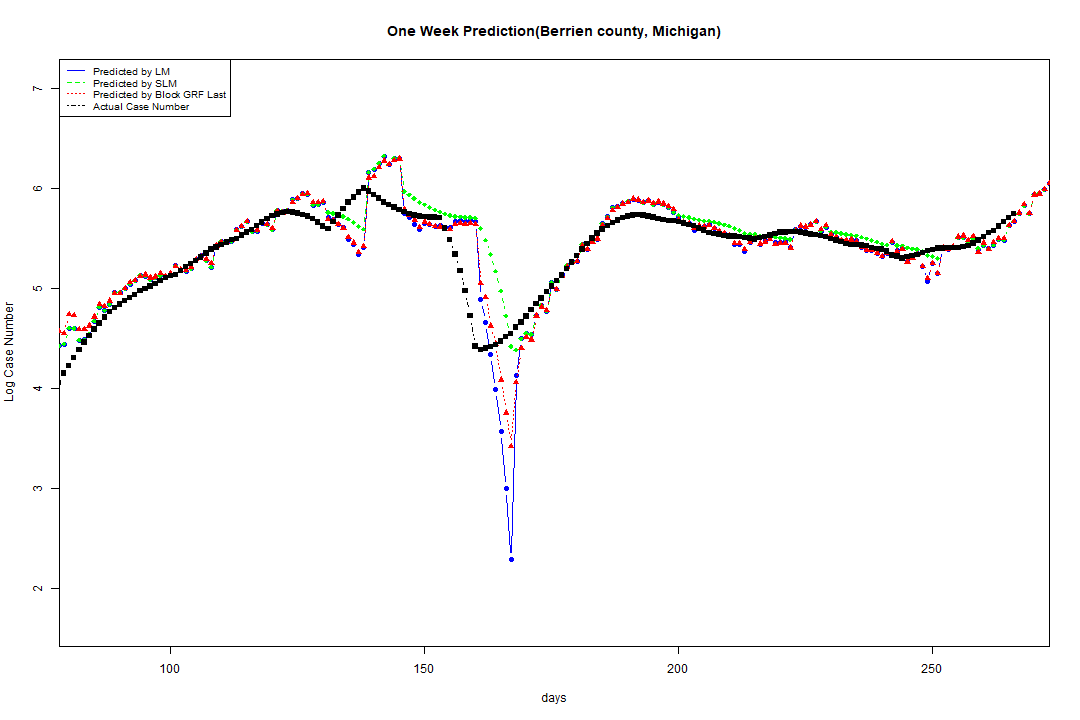 One Week Prediction(Berrien county, Michigan)
Predicted by LM
Predicted by SLM
Predicted by Block GRF Last
Actual Case Number
7
6
5
4
3
2
Log Case Number
100 150 200 250
days